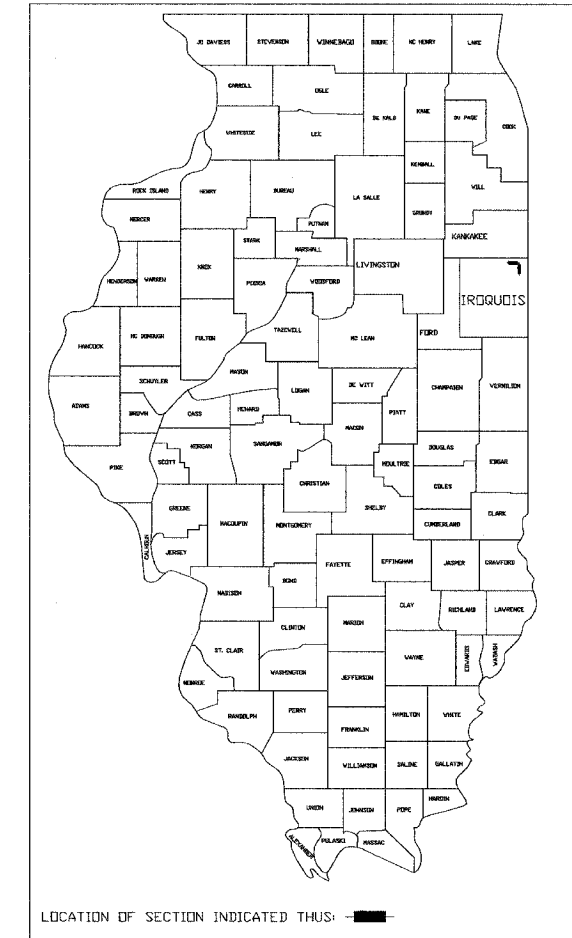 JO DAVIESS STEVENSON WINNEBAGO BOONE MC HENRY LAKE
CARROLL OGLE
DE KALB KANE DU PAGE COOK
WHITESIDE LEE
KENDALL WILL
ROCK ISLAND HENRY BUREAU LA SALLE GRUNDY
MERCER PUTNAM
STARK MARSHALL KANKAKEE
HENDERSON WARREN KNOX PEORIA WOODFORD LIVINGSTON
IROQUOIS
HANCOCK MC DONOUGH FULTON TAZEWELL MC LEAN FORD
MASON
SCHUYLER LOGAN DE WITT CHAMPAIGN VERMILION
ADAMS BROWN CASS MENARD MACON PIATT
PIKE SCOTT MORGAN SANGAMON MOULTRIE DOUGLAS EDGAR
CHRISTIAN COLES
GREENE MACOUPIN MONTGOMERY SHELBY CUMBERLAND CLARK
CALHOUN JERSEY FAYETTE EFFINGHAM JASPER CRAWFORD
MADISON BOND
CLINTON MARION CLAY RICHLAND LAWRENCE
ST. CLAIR WAYNE EDWARDS WABASH
WASHINGTON JEFFERSON
MONROE
RANDOLPH PERRY HAMILTON WHITE
FRANKLIN
JACKSON WILLIAMSON SALINE GALLATIN
UNION JOHNSON POPE HARDIN
ALEXANDER PULASKI MASSAC
LOCATION OF SECTION INDICATED THUS: